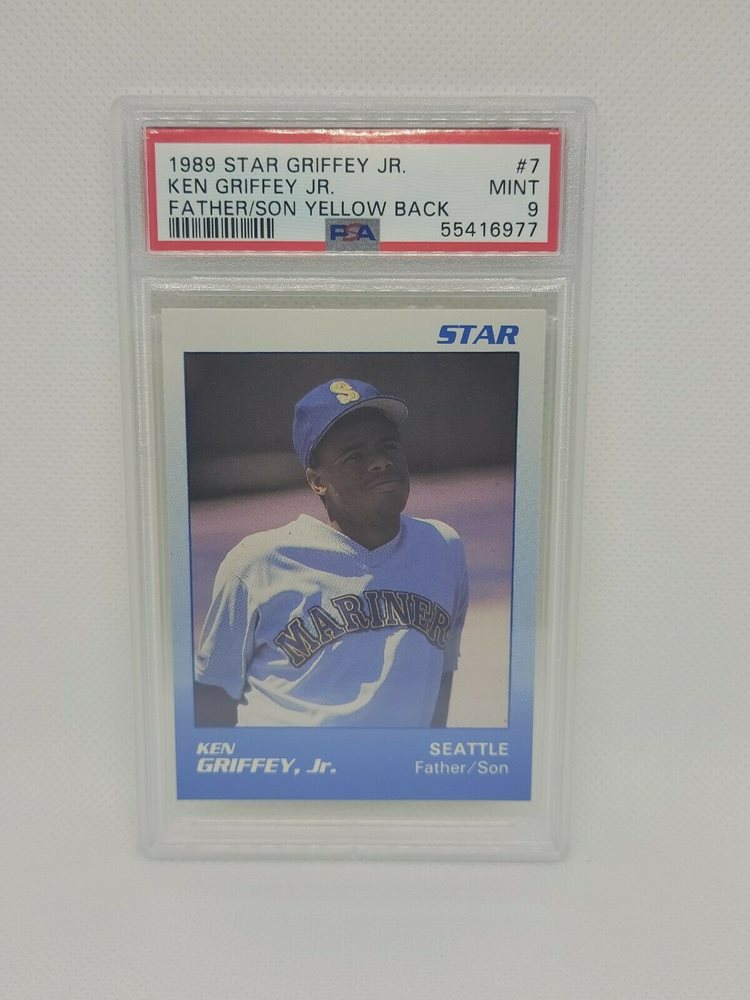 1989 STAR GRIFFEY JR. #7
KEN GRIFFEY JR. MINT
FATHER/SON YELLOW BACK 9
PSA 55416977
STAR
S
MARINER
KEN SEATTLE
GRIFFEY, Jr. Father/Son